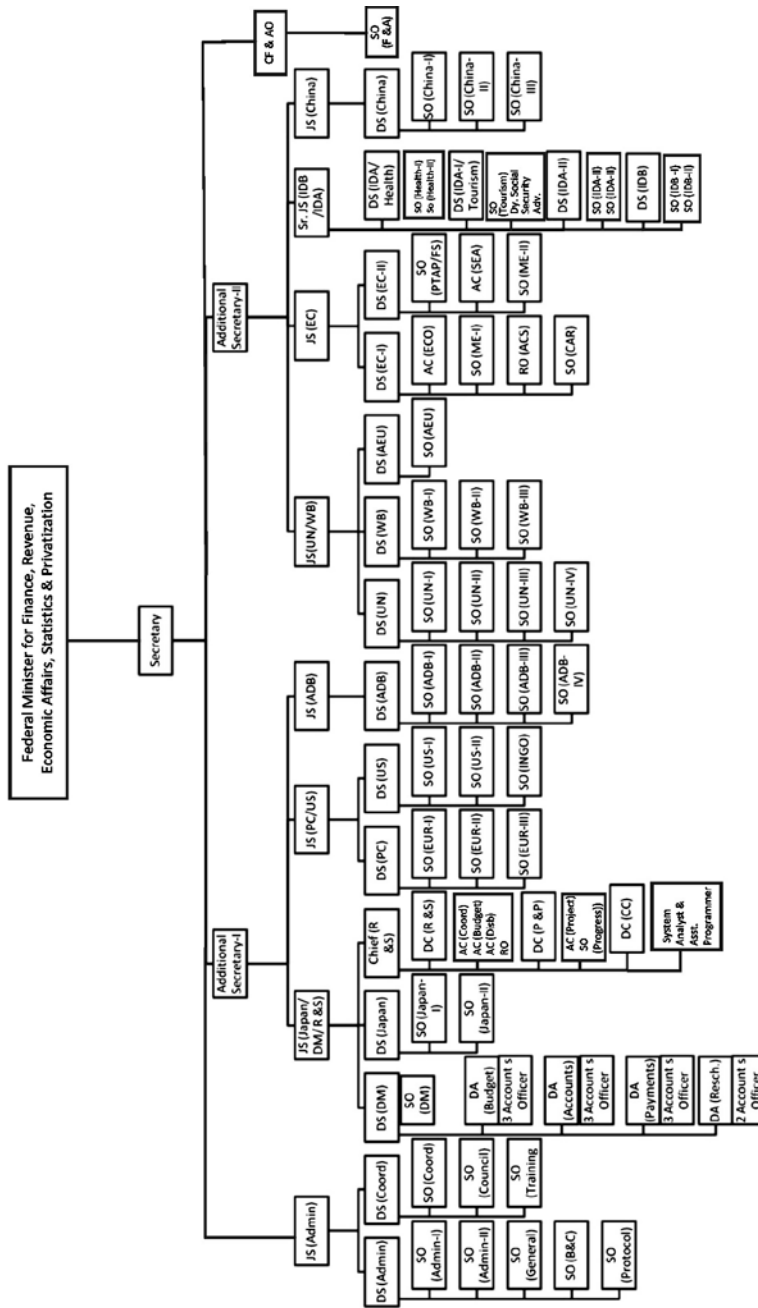 Federal Minister for Finance, Revenue,
Economic Affairs, Statistics & Privatization
Secretary
Additional
Secretary-I
Additional
Secretary-II
CF & AO
SO
(F &A)
JS (Admin)
JS (Japan/
DM/ R &S)
JS (PC/US)
JS (ADB)
JS(UN/WB)
JS (EC)
Sr. JS (IDB
/IDA)
JS (China)
DS (Admin)
SO
(Admin-I)
SO
(Admin-II)
SO
(General)
SO (B&C)
SO
(Protocol)
DS (Coord)
SO (Coord)
SO
(Council)
SO
(Training
DS (DM)
SO
(DM)
DA
(Budget)
3 Account s
Officer
DA
(Accounts)
3 Account s
Officer
DA
(Payments)
3 Account s
Officer
DA (Resch.)
2 Account s
Officer
DS (Japan)
SO
(Japan-
I)
SO
(Japan-II)
Chief (R
&S)
DC (R &S)
AC (Coord)
AC (Budget)
AC (Disb)
RO
DC (P &P)
AC (Project)
SO
(Progress))
DC (CC)
System
Analyst &
Asst.
Programmer
DS (PC)
SO (EUR-I)
SO (EUR-II)
SO (EUR-III)
DS (US)
SO (US-I)
SO (US-II)
SO (INGO)
DS (ADB)
SO (ADB-I)
SO (ADB-II)
SO (ADB-III)
SO (ADB-
IV)
DS (UN)
SO (UN-I)
SO (UN-II)
SO (UN-III)
SO (UN-IV)
DS (WB)
SO (WB-I)
SO (WB-II)
SO (WB-III)
DS (AEU)
SO (AEU)
DS (EC-I)
AC (ECO)
SO (ME-I)
RO (ACS)
SO (CAR)
DS (EC-II)
SO
(PTAP/FS)
AC (SEA)
SO (ME-II)
DS (IDA/
Health)
SO (Health-I)
So (Health-II)
DS (IDA-I/
Tourism)
SO
(Tourism)
Dy. Social
Security
Adv.
DS (IDA-II)
SO (IDA-II)
SO (IDA-II)
DS (IDB)
SO (IDB -I)
SO (IDB-II)
DS (China)
SO
(China-I)
SO
(China-
II)
SO
(China-
III)